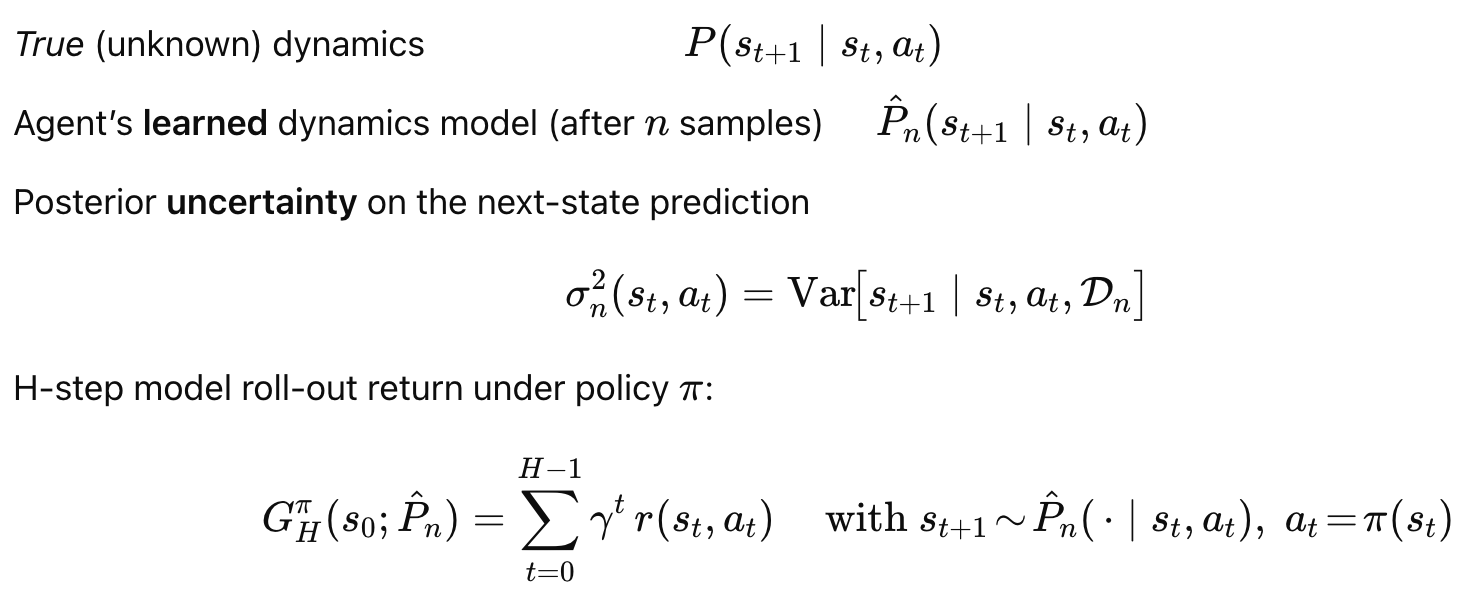 True (unknown) dynamics P(s_{t+1} | s_t, a_t)
Agent’s learned dynamics model (after n samples) P̂_n(s_{t+1} | s_t, a_t)
Posterior uncertainty on the next-state prediction
σ_n^2(s_t, a_t) = Var[s_{t+1} | s_t, a_t, 𝒟_n]
H-step model roll-out return under policy π:
G_H^π(s_0; P̂_n) = ∑_{t=0}^{H−1} γ^t r(s_t, a_t) with s_{t+1} ∼ P̂_n(· | s_t, a_t), a_t = π(s_t)